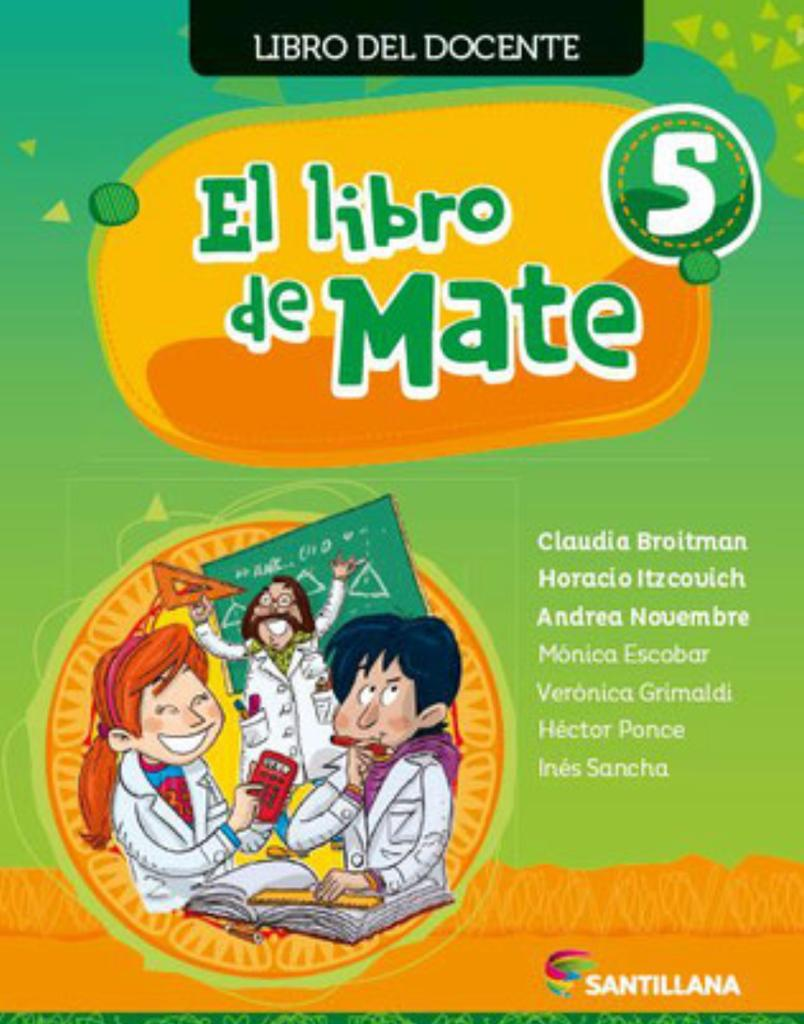 LIBRO DEL DOCENTE
El libro
de Mate
5
Claudia Broitman
Horacio Itzcovich
Andrea Novembre
Mónica Escobar
Verónica Grimaldi
Héctor Ponce
Inés Sancha
SANTILLANA